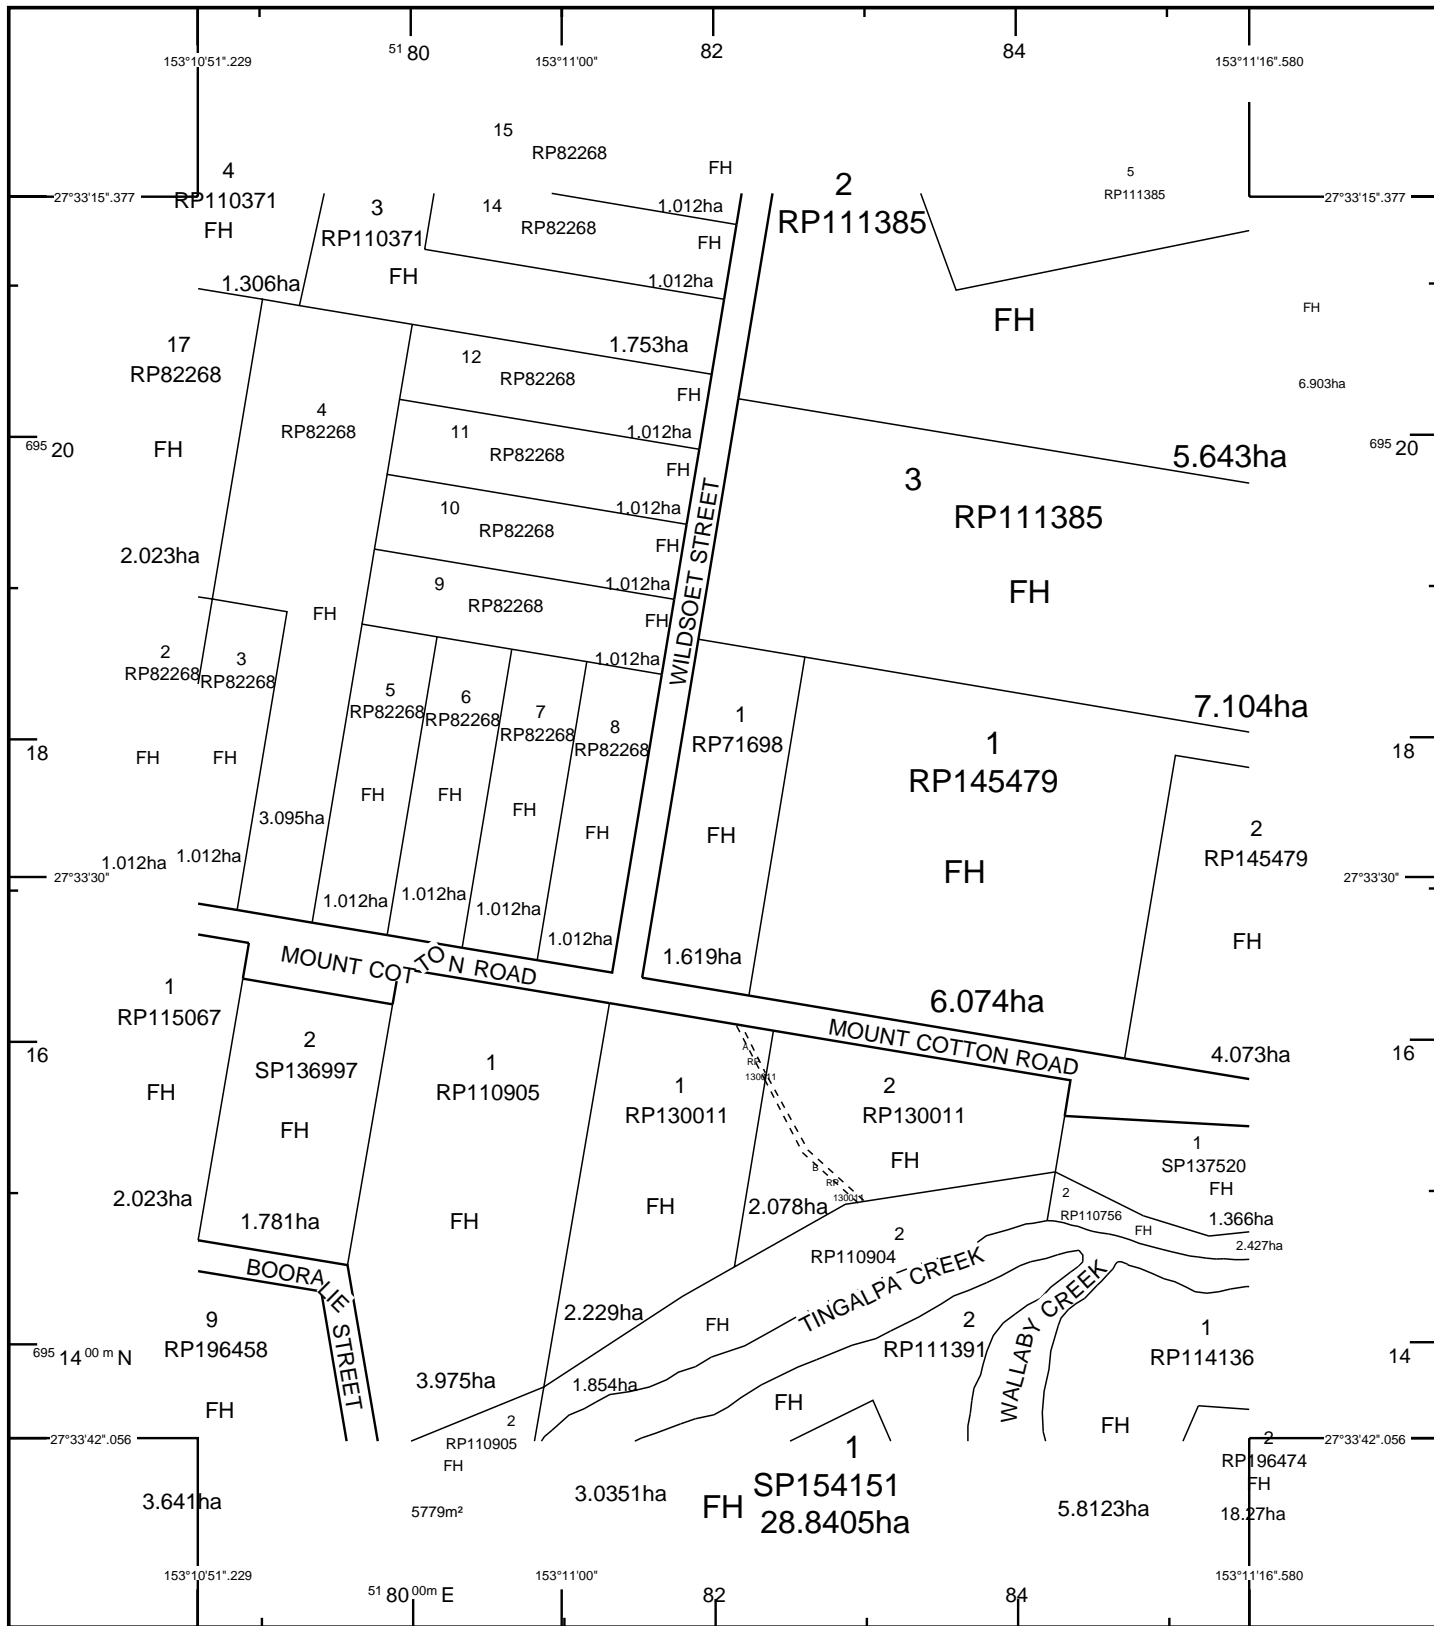 51 80
82
84
153°10'51".229
153°11'00"
153°11'16".580
15
RP82268
FH
1.012ha
4
RP110371
FH
1.306ha
27°33'15".377
3
RP110371
FH
1.753ha
14
RP82268
FH
1.012ha
2
RP111385
FH
5.643ha
5
RP111385
FH
6.903ha
27°33'15".377
17
RP82268
FH
2.023ha
4
RP82268
FH
3.095ha
12
RP82268
FH
1.012ha
11
RP82268
FH
1.012ha
10
RP82268
FH
1.012ha
9
RP82268
FH
1.012ha
695 20
695 20
3
RP111385
FH
7.104ha
WILDSOET STREET
2
RP82268
FH
1.012ha
3
RP82268
FH
1.012ha
5
RP82268
FH
1.012ha
6
RP82268
FH
1.012ha
7
RP82268
FH
1.012ha
8
RP82268
FH
1.012ha
1
RP71698
FH
1.619ha
1
RP145479
FH
6.074ha
2
RP145479
FH
4.073ha
18
18
27°33'30"
27°33'30"
MOUNT COTTON ROAD
MOUNT COTTON ROAD
1
RP115067
FH
2.023ha
2
SP136997
FH
1.781ha
1
RP110905
FH
3.975ha
1
RP130011
FH
2.229ha
A
RP
130011
B
RP
130011
2
RP130011
FH
2.078ha
1
SP137520
FH
1.366ha
16
16
2
RP110756
FH
2.427ha
2
RP110904
FH
1.854ha
BOORALIE STREET
TINGALPA CREEK
WALLABY CREEK
9
RP196458
FH
3.641ha
2
RP111391
FH
3.0351ha
1
RP114136
FH
5.8123ha
695 14 00 m N
14
2
RP110905
FH
5779m²
1
SP154151
FH
28.8405ha
2
RP196474
FH
18.27ha
27°33'42".056
27°33'42".056
153°10'51".229
153°11'00"
153°11'16".580
51 80 00m E
82
84